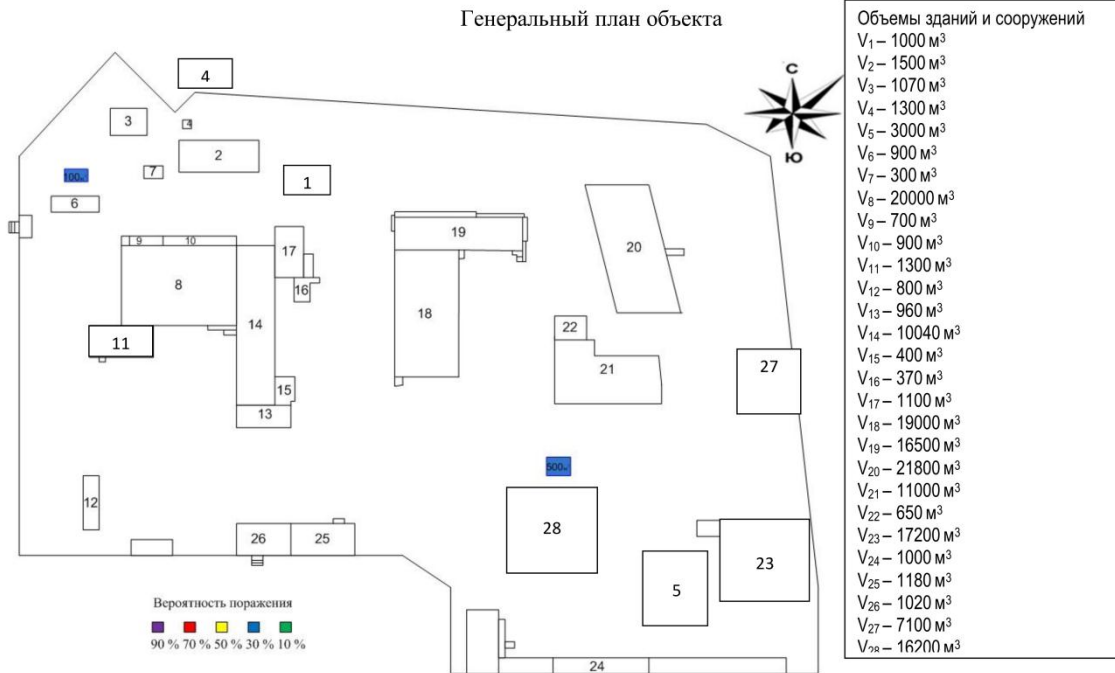 Генеральный план объекта
С
Ю
4
3
4
2
7
1
100м
6
9
10
17
8
16
14
11
15
13
12
26
25
19
18
20
22
21
27
500м
28
5
23
24
Вероятность поражения
90 % 70 % 50 % 30 % 10 %
Объемы зданий и сооружений
V₁ – 1000 м³
V₂ – 1500 м³
V₃ – 1070 м³
V₄ – 1300 м³
V₅ – 3000 м³
V₆ – 900 м³
V₇ – 300 м³
V₈ – 20000 м³
V₉ – 700 м³
V₁₀ – 900 м³
V₁₁ – 1300 м³
V₁₂ – 800 м³
V₁₃ – 960 м³
V₁₄ – 10040 м³
V₁₅ – 400 м³
V₁₆ – 370 м³
V₁₇ – 1100 м³
V₁₈ – 19000 м³
V₁₉ – 16500 м³
V₂₀ – 21800 м³
V₂₁ – 11000 м³
V₂₂ – 650 м³
V₂₃ – 17200 м³
V₂₄ – 1000 м³
V₂₅ – 1180 м³
V₂₆ – 1020 м³
V₂₇ – 7100 м³
V₂₈ – 16200 м³